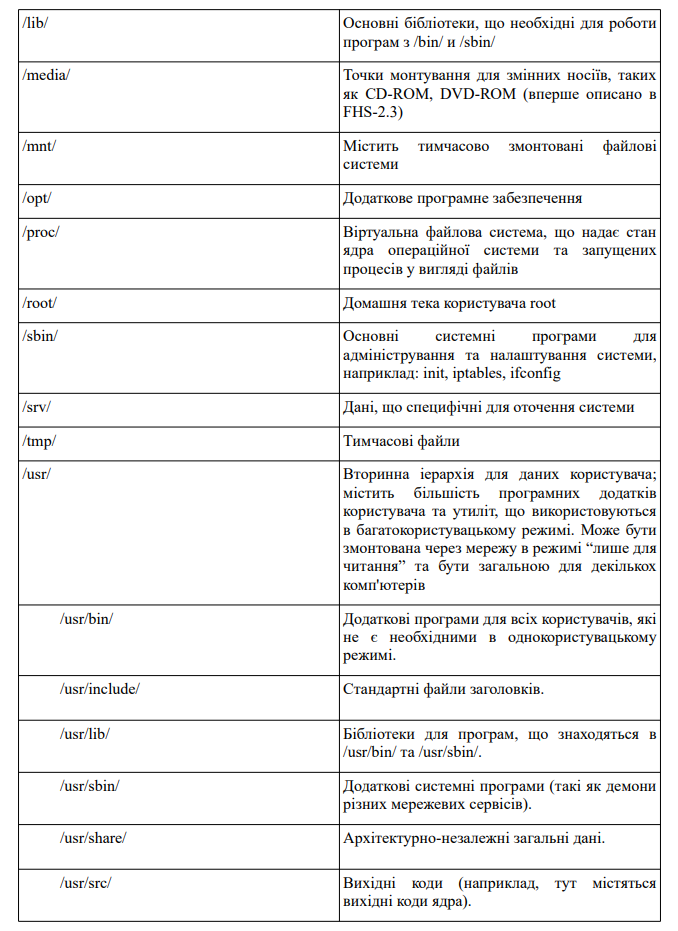 /lib/
Основні бібліотеки, що необхідні для роботи
програм з /bin/ и /sbin/
/media/
Точки монтування для змінних носіїв, таких
як CD-ROM, DVD-ROM (вперше описано в
FHS-2.3)
/mnt/
Містить тимчасово змонтовані файлові
системи
/opt/
Додаткове програмне забезпечення
/proc/
Віртуальна файлова система, що надає стан
ядра операційної системи та запущених
процесів у вигляді файлів
/root/
Домашня тека користувача root
/sbin/
Основні системні програми для
адміністрування та налаштування системи,
наприклад: init, iptables, ifconfig
/srv/
Дані, що специфічні для оточення системи
/tmp/
Тимчасові файли
/usr/
Вторинна іерархія для даних користувача;
містить більшість програмних додатків
користувача та утиліт, що використовуються
в багатокористувацькому режимі. Може бути
змонтована через мережу в режимі “лише для
читання” та бути загальною для декількох
комп'ютерів
/usr/bin/
Додаткові програми для всіх користувачів, які
не є необхідними в однокористувацькому
режимі.
/usr/include/
Стандартні файли заголовків.
/usr/lib/
Бібліотеки для програм, що знаходяться в
/usr/bin/ та /usr/sbin/.
/usr/sbin/
Додаткові системні програми (такі як демони
різних мережевих сервісів).
/usr/share/
Архітектурно-незалежні загальні дані.
/usr/src/
Вихідні коди (наприклад, тут містяться
вихідні коди ядра).